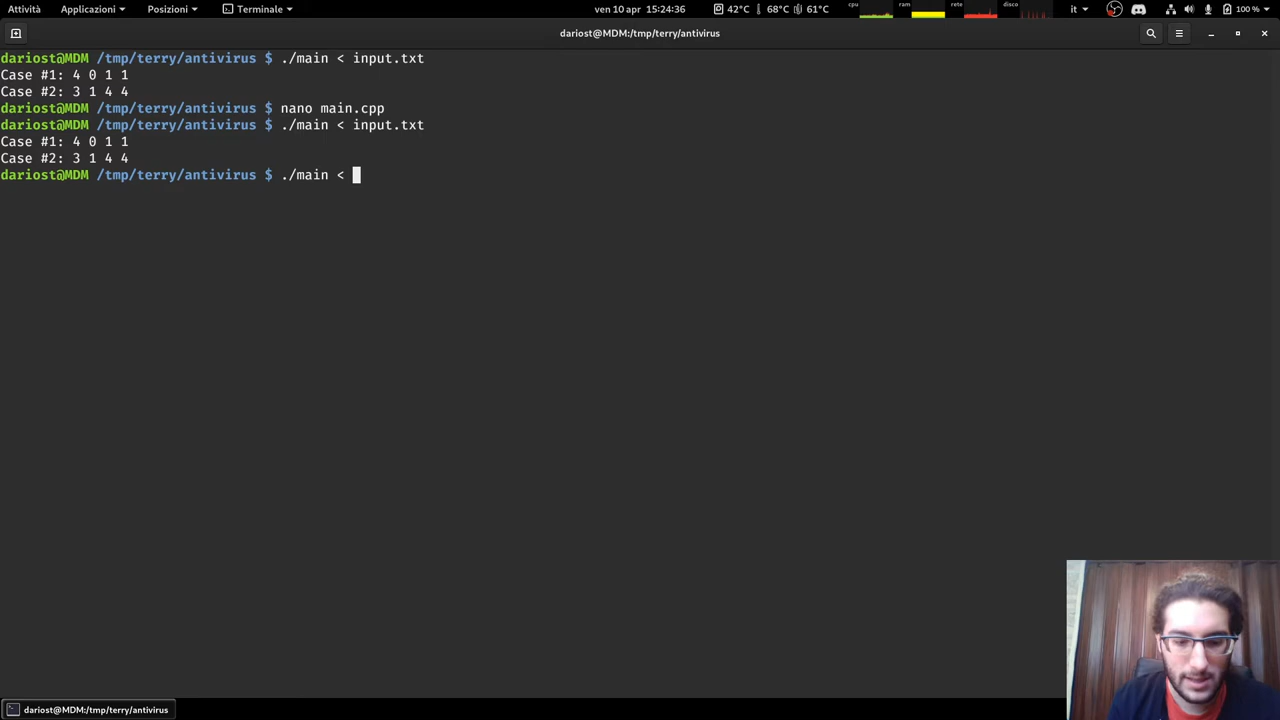 Attività Applicazioni Posizioni Terminale ven 10 apr 15:24:36 cpu 42°C 68°C 61°C ram rete disco it 100 %
dariost@MDM:/tmp/terry/antivirus
dariost@MDM /tmp/terry/antivirus $ ./main < input.txt
Case #1: 4 0 1 1
Case #2: 3 1 4 4
dariost@MDM /tmp/terry/antivirus $ nano main.cpp
dariost@MDM /tmp/terry/antivirus $ ./main < input.txt
Case #1: 4 0 1 1
Case #2: 3 1 4 4
dariost@MDM /tmp/terry/antivirus $ ./main <
dariost@MDM:/tmp/terry/antivirus